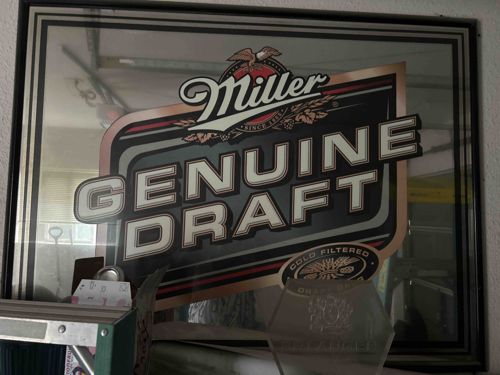 Miller
SINCE 1855
GENUINE
DRAFT
COLD FILTERED